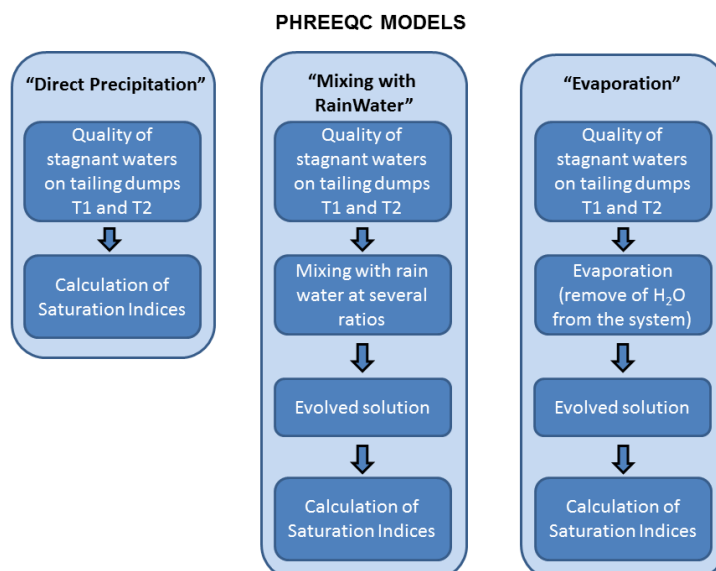 PHREEQC MODELS
“Direct Precipitation”
Quality of
stagnant waters
on tailing dumps
T1 and T2
Calculation of
Saturation Indices
“Mixing with
RainWater”
Quality of
stagnant waters
on tailing dumps
T1 and T2
Mixing with rain
water at several
ratios
Evolved solution
Calculation of
Saturation Indices
“Evaporation”
Quality of
stagnant waters
on tailing dumps
T1 and T2
Evaporation
(remove of H₂O
from the system)
Evolved solution
Calculation of
Saturation Indices